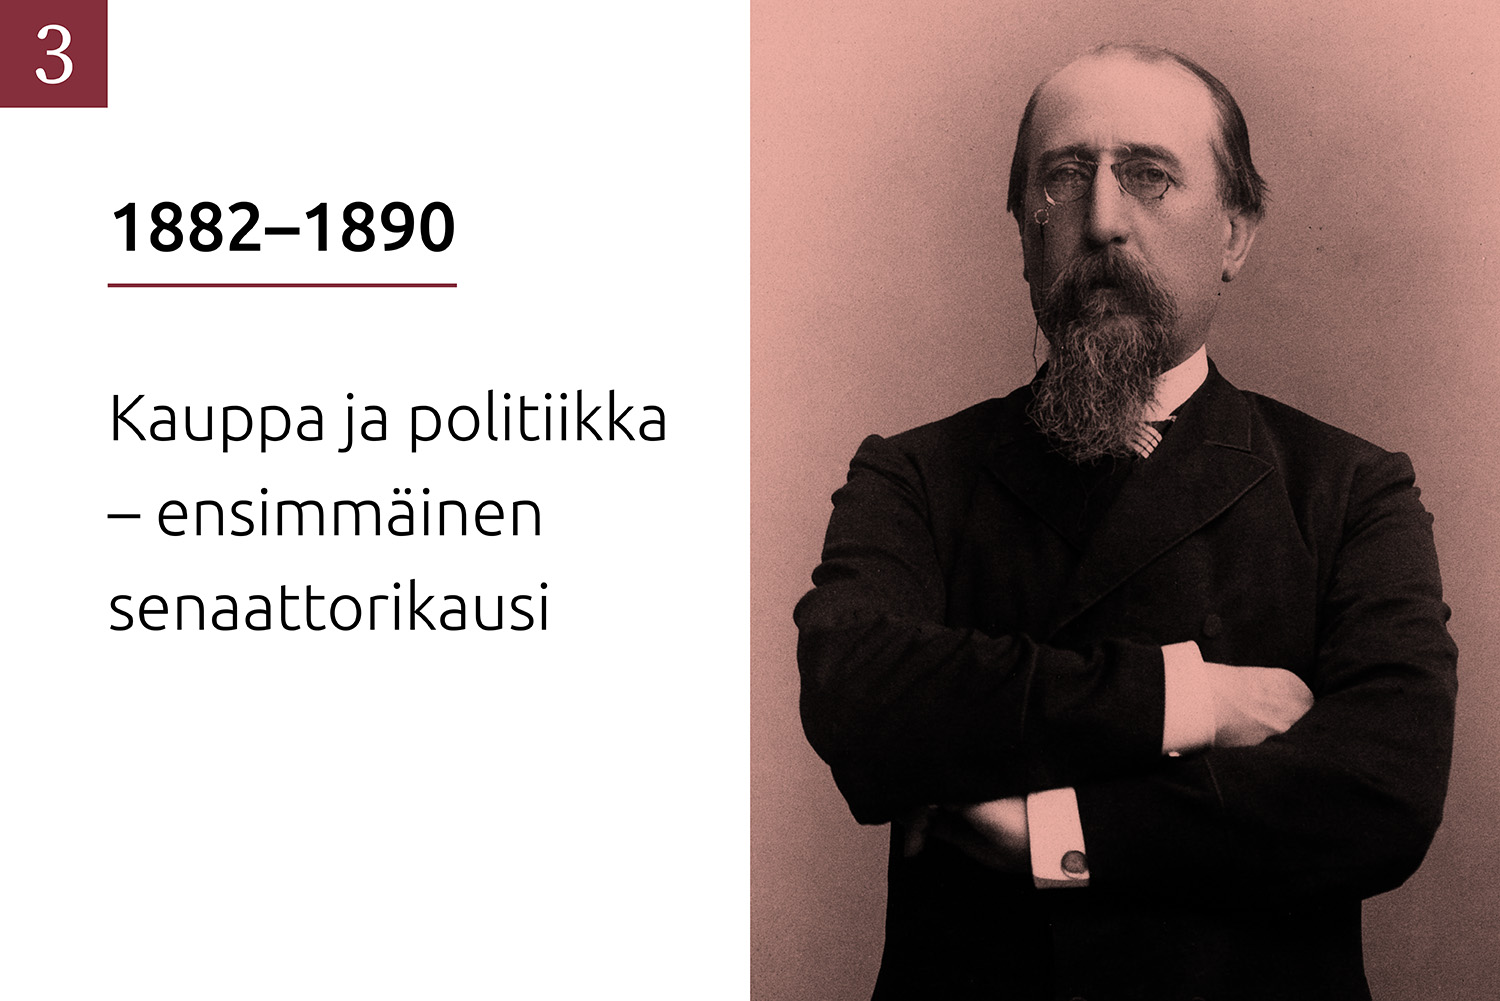 3
1882–1890
Kauppa ja politiikka
– ensimmäinen
senaattorikausi